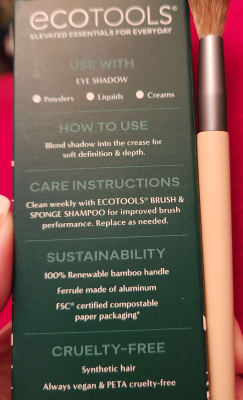 ecoTOOLS®
ELEVATED ESSENTIALS FOR EVERYDAY
USE WITH
EYE SHADOW
Powders Liquids Creams
HOW TO USE
Blend shadow into the crease for
soft definition & depth.
CARE INSTRUCTIONS
Clean weekly with ECOTOOLS® BRUSH &
SPONGE SHAMPOO for improved brush
performance. Replace as needed.
SUSTAINABILITY
100% Renewable bamboo handle
Ferrule made of aluminum
FSC® certified compostable
paper packaging*
CRUELTY-FREE
Synthetic hair
Always vegan & PETA cruelty-free